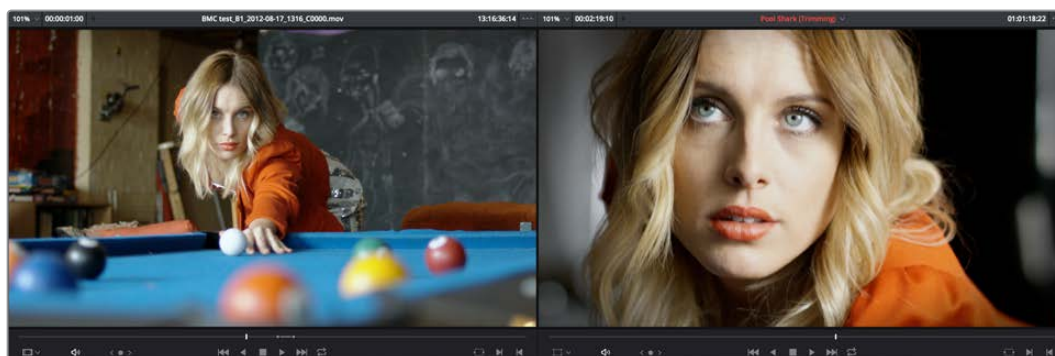 101% 00:00:01:00 BMC test_B1_2012-08-17_1316_C0000.mov 13:16:36:14
101% 00:02:19:10 Pool Shark (Trimming) 01:01:18:22